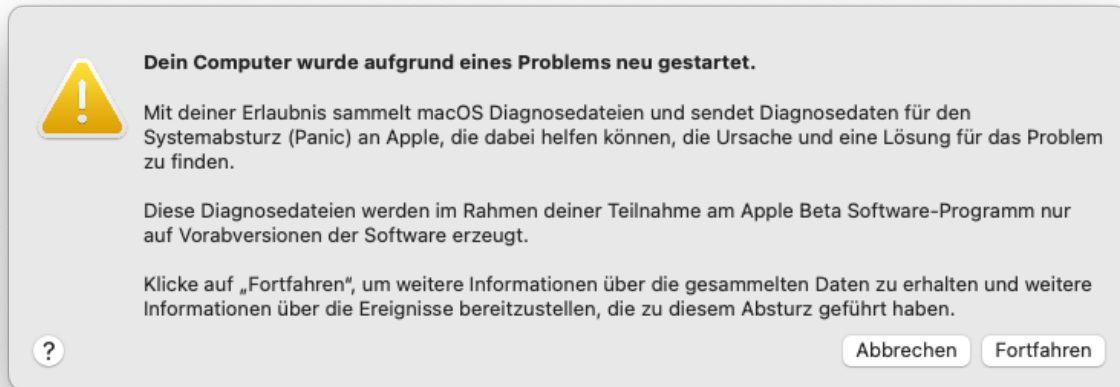 Dein Computer wurde aufgrund eines Problems neu gestartet.
Mit deiner Erlaubnis sammelt macOS Diagnosedateien und sendet Diagnosedaten für den
Systemabsturz (Panic) an Apple, die dabei helfen können, die Ursache und eine Lösung für das Problem
zu finden.
Diese Diagnosedateien werden im Rahmen deiner Teilnahme am Apple Beta Software-Programm nur
auf Vorabversionen der Software erzeugt.
Klicke auf „Fortfahren“, um weitere Informationen über die gesammelten Daten zu erhalten und weitere
Informationen über die Ereignisse bereitzustellen, die zu diesem Absturz geführt haben.
? Abbrechen Fortfahren